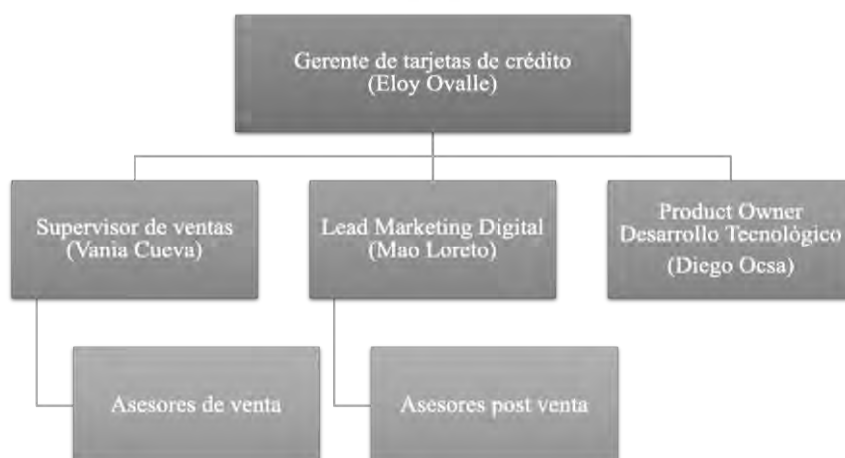 Gerente de tarjetas de crédito
(Eloy Ovalle)
Supervisor de ventas
(Vania Cueva)
Lead Marketing Digital
(Mao Loreto)
Product Owner
Desarrollo Tecnológico
(Diego Ocsa)
Asesores de venta
Asesores post venta